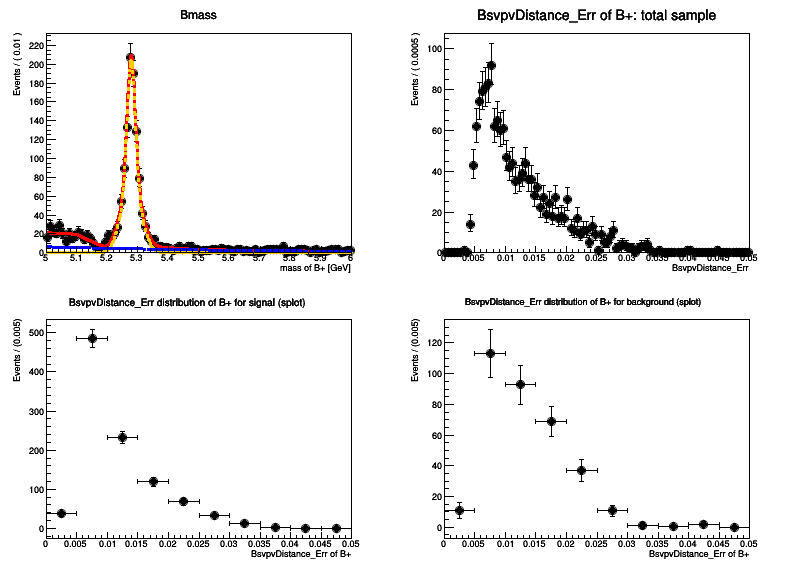 Bmass
Events / ( 0.01 )
220
200
180
160
140
120
100
80
60
40
20
0
5 5.1 5.2 5.3 5.4 5.5 5.6 5.7 5.8 5.9 6
mass of B+ [GeV]
BsvpvDistance_Err of B+: total sample
Events / ( 0.0005 )
100
80
60
40
20
0
0 0.005 0.01 0.015 0.02 0.025 0.03 0.035 0.04 0.045 0.05
BsvpvDistance_Err
BsvpvDistance_Err distribution of B+ for signal (splot)
Events / (0.005)
500
400
300
200
100
0
0 0.005 0.01 0.015 0.02 0.025 0.03 0.035 0.04 0.045 0.05
BsvpvDistance_Err of B+
BsvpvDistance_Err distribution of B+ for background (splot)
Events / (0.005)
120
100
80
60
40
20
0
0 0.005 0.01 0.015 0.02 0.025 0.03 0.035 0.04 0.045 0.05
BsvpvDistance_Err of B+